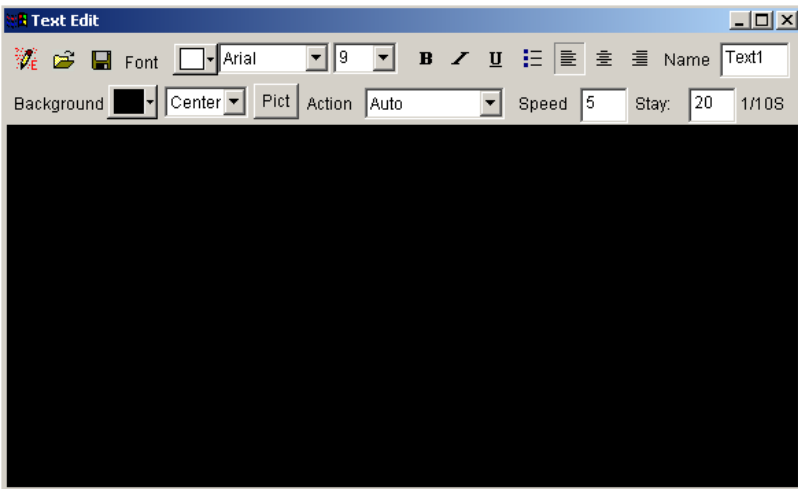 Text Edit
Font Arial 9 B I U Name Text1
Background Center Pict Action Auto Speed 5 Stay: 20 1/10S